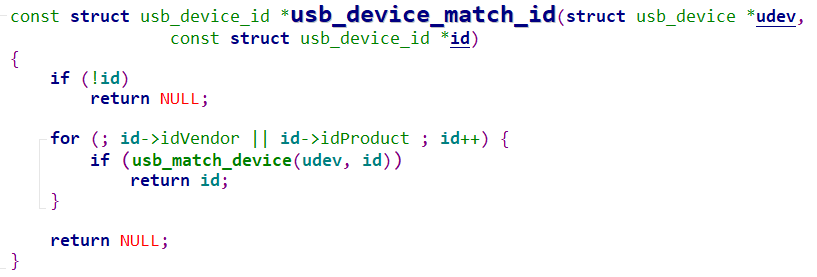 const struct usb_device_id *usb_device_match_id(struct usb_device *udev,
                const struct usb_device_id *id)
{
    if (!id)
        return NULL;

    for (; id->idVendor || id->idProduct ; id++) {
        if (usb_match_device(udev, id))
            return id;
    }

    return NULL;
}